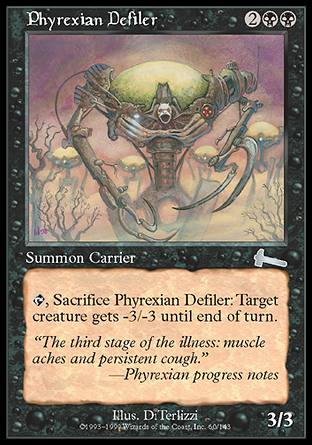 Phyrexian Defiler 2
Summon Carrier
, Sacrifice Phyrexian Defiler: Target
creature gets -3/-3 until end of turn.
“The third stage of the illness: muscle
aches and persistent cough.”
—Phyrexian progress notes
Illus. DiTerlizzi
©1993–1999 Wizards of the Coast, Inc. 60/143
3/3